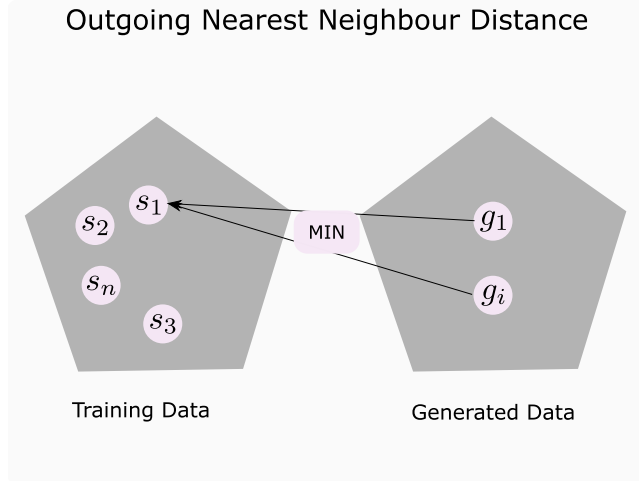 Outgoing Nearest Neighbour Distance
s₁
s₂
sₙ
s₃
MIN
g₁
gᵢ
Training Data
Generated Data